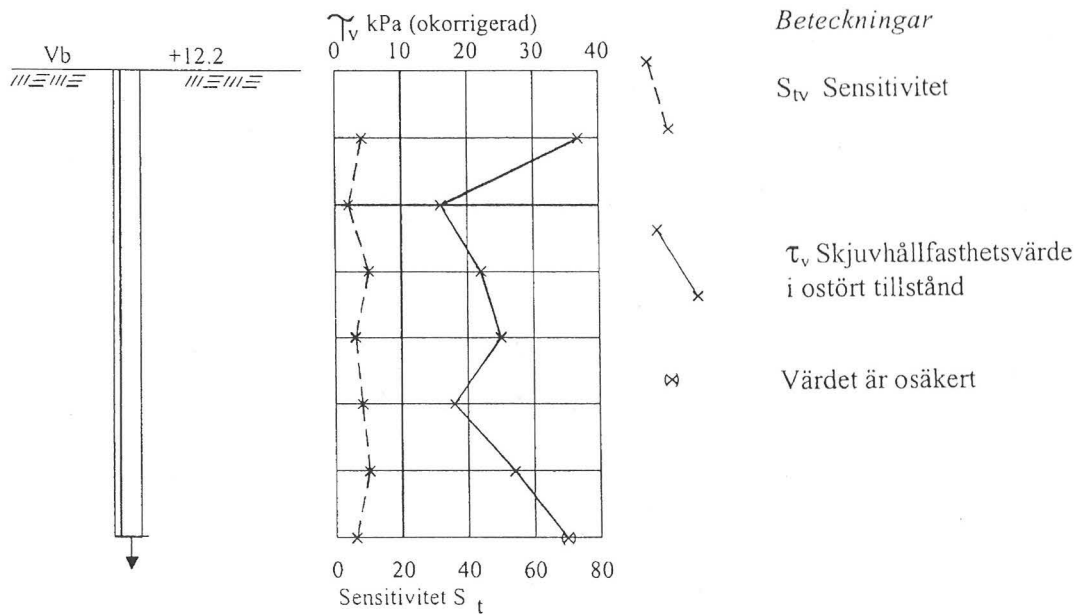 τv kPa (okorrigerad)
0 10 20 30 40
Vb +12.2
0 20 40 60 80
Sensitivitet St
Beteckningar
Stv Sensitivitet
τv Skjuvhållfasthetsvärde
i ostört tillstånd
Värdet är osäkert